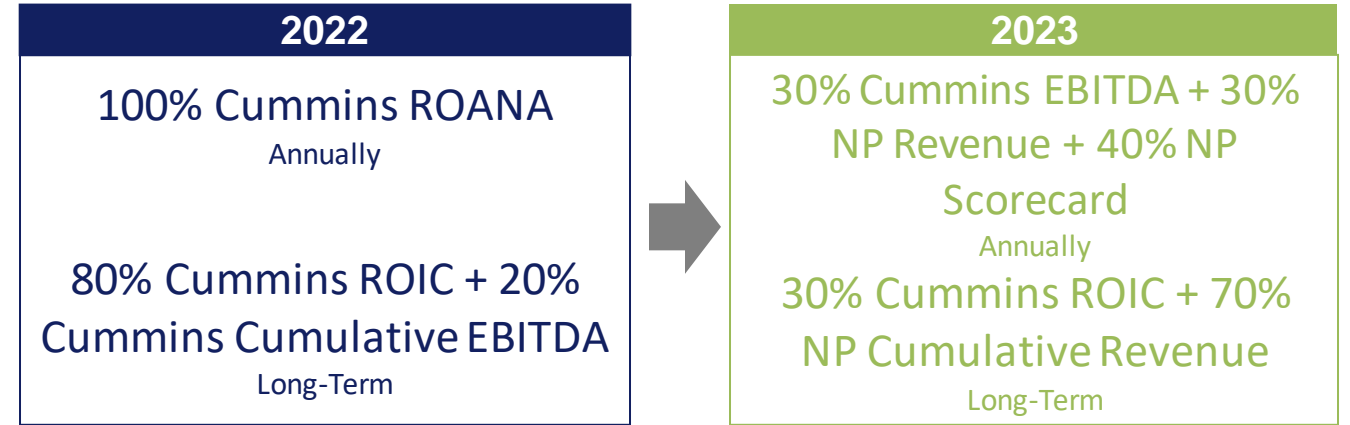 2022
100% Cummins ROANA
Annually
80% Cummins ROIC + 20%
Cummins Cumulative EBITDA
Long-Term
2023
30% Cummins EBITDA + 30%
NP Revenue + 40% NP
Scorecard
Annually
30% Cummins ROIC + 70%
NP Cumulative Revenue
Long-Term